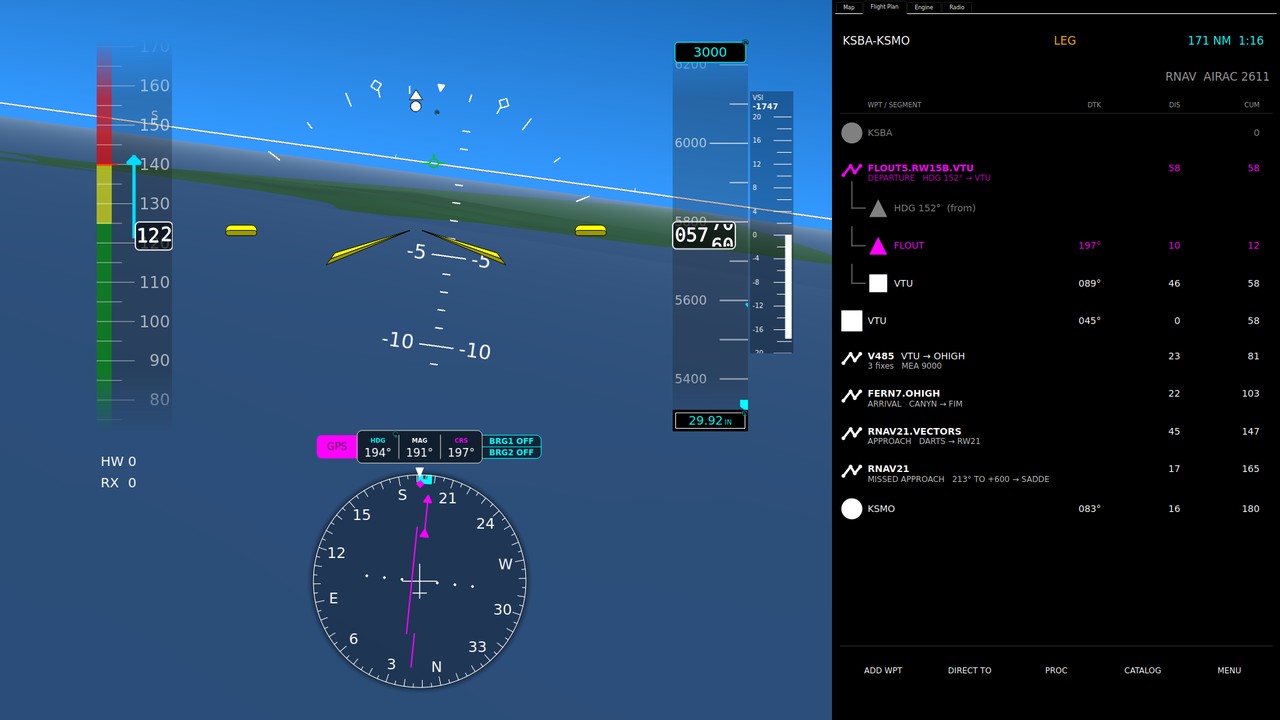 Map Flight Plan Engine Radio
KSBA-KSMO LEG 171 NM 1:16
RNAV AIRAC 2611
WPT / SEGMENT DTK DIS CUM
KSBA 0
FLOUT5.RW15B.VTU 58 58
DEPARTURE HDG 152° → VTU
HDG 152° (from)
FLOUT 197° 10 12
VTU 089° 46 58
VTU 045° 0 58
V485 VTU → OHIGH 23 81
3 fixes MEA 9000
FERN7.OHIGH 22 103
ARRIVAL CANYN → FIM
RNAV21.VECTORS 45 147
APPROACH DARTS → RW21
RNAV21 17 165
MISSED APPROACH 213° TO +600 → SADDE
KSMO 083° 16 180
ADD WPT DIRECT TO PROC CATALOG MENU
170
160
150
140
130
122
120
110
100
90
80
5
HW 0
RX 0
-5 -5
-10 -10
3000
6200
6000
5800
057 70
60
5600
5400
29.92 IN
VSI
-1747
20
16
12
8
4
0
-4
-8
-12
-16
-20
GPS
HDG MAG CRS
194° 191° 197°
BRG1 OFF
BRG2 OFF
S 21 24 W 30 33 N 3 6 E 12 15